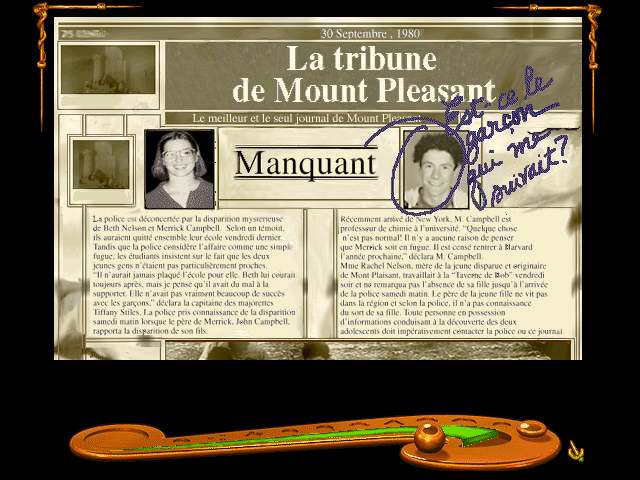 30 Septembre , 1980
La tribune
de Mount Pleasant
Le meilleur et le seul journal de Mount
Manquant
Est-ce le
garçon
qui me
suivait?
La police est déconcertée par la disparition mysterieuse
de Beth Nelson et Merrick Campbell. Selon un témoin,
ils auraient quitté ensemble leur école vendredi dernier.
Tandis que la police considère l'affaire comme une simple
fugue, les étudiants insistent sur le fait que les deux
jeunes gens n'étaient pas particulièrement proches.
"Il n'aurait jamais plaqué l'école pour elle. Beth lui courait
toujours après, mais je pense qu'il avait du mal à la
supporter. Elle n'avait pas vraiment beaucoup de succès
avec les garçons," déclara la capitaine des majorettes
Tiffany Stiles. La police pris connaissance de la disparition
samedi matin lorsque le père de Merrick, John Campbell,
rapporta la disparition de son fils.
Récemment arrivé de New York, M. Campbell est
professeur de chimie à l'université. "Quelque chose
n'est pas normal! Il n'y a aucune raison de penser
que Merrick soit en fugue. Il est censé rentrer à Harvard
l'année prochaine," déclara M. Campbell.
Mme Rachel Nelson, mère de la jeune disparue et originaire
de Mont Plaisant, travaillait à la "Taverne de Bob" vendredi
soir et ne remarqua pas l'absence de sa fille jusqu'à l'arrivée
de la police samedi matin. Le père de la jeune fille ne vit pas
dans la région et selon la police, il n'a pas connaissance
du sort de sa fille. Toute personne en possession
d'informations conduisant à la découverte des deux
adolescents doit impérativement contacter la police ou ce journal.